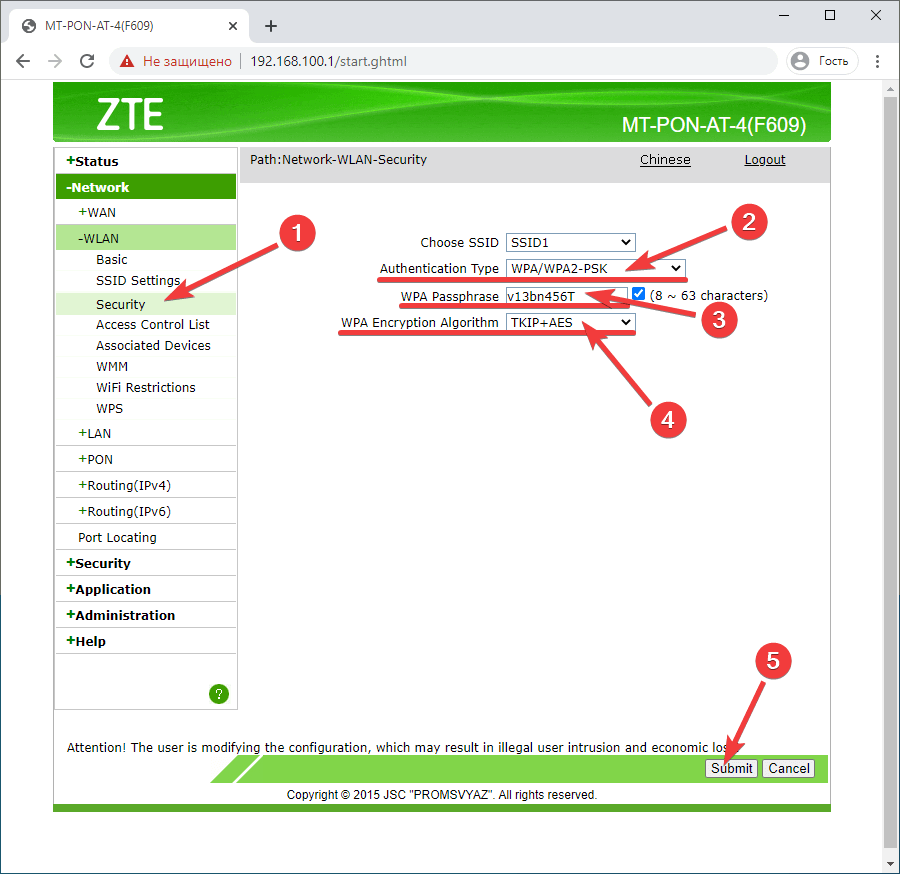 MT-PON-AT-4(F609)
Не защищено 192.168.100.1/start.ghtml Гость
ZTE
MT-PON-AT-4(F609)
Path:Network-WLAN-Security Chinese Logout
+Status
-Network
+WAN
-WLAN
Basic
SSID Settings
Security
Access Control List
Associated Devices
WMM
WiFi Restrictions
WPS
+LAN
+PON
+Routing(IPv4)
+Routing(IPv6)
Port Locating
+Security
+Application
+Administration
+Help
?
1
Choose SSID SSID1
2
Authentication Type WPA/WPA2-PSK
WPA Passphrase v13bn456T (8 ~ 63 characters)
3
WPA Encryption Algorithm TKIP+AES
4
5
Attention! The user is modifying the configuration, which may result in illegal user intrusion and economic
Submit Cancel
Copyright © 2015 JSC "PROMSVYAZ". All rights reserved.